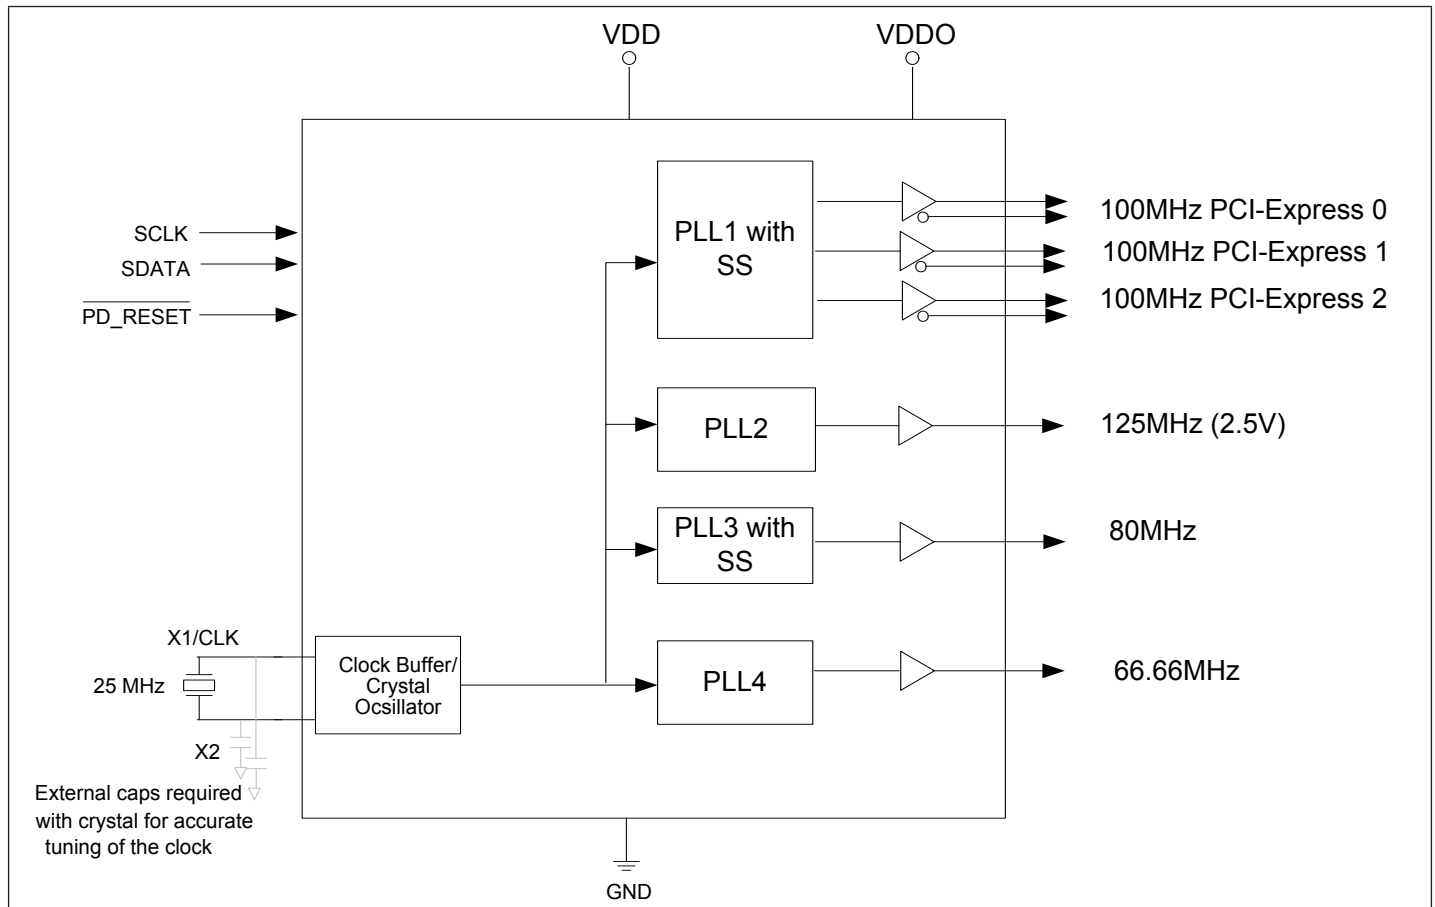 VDD
VDDO
SCLK
SDATA
PD_RESET
PLL1 with
SS
100MHz PCI-Express 0
100MHz PCI-Express 1
100MHz PCI-Express 2
PLL2
125MHz (2.5V)
PLL3 with
SS
80MHz
X1/CLK
25 MHz
X2
Clock Buffer/
Crystal
Ocsillator
PLL4
66.66MHz
External caps required
with crystal for accurate
tuning of the clock
GND